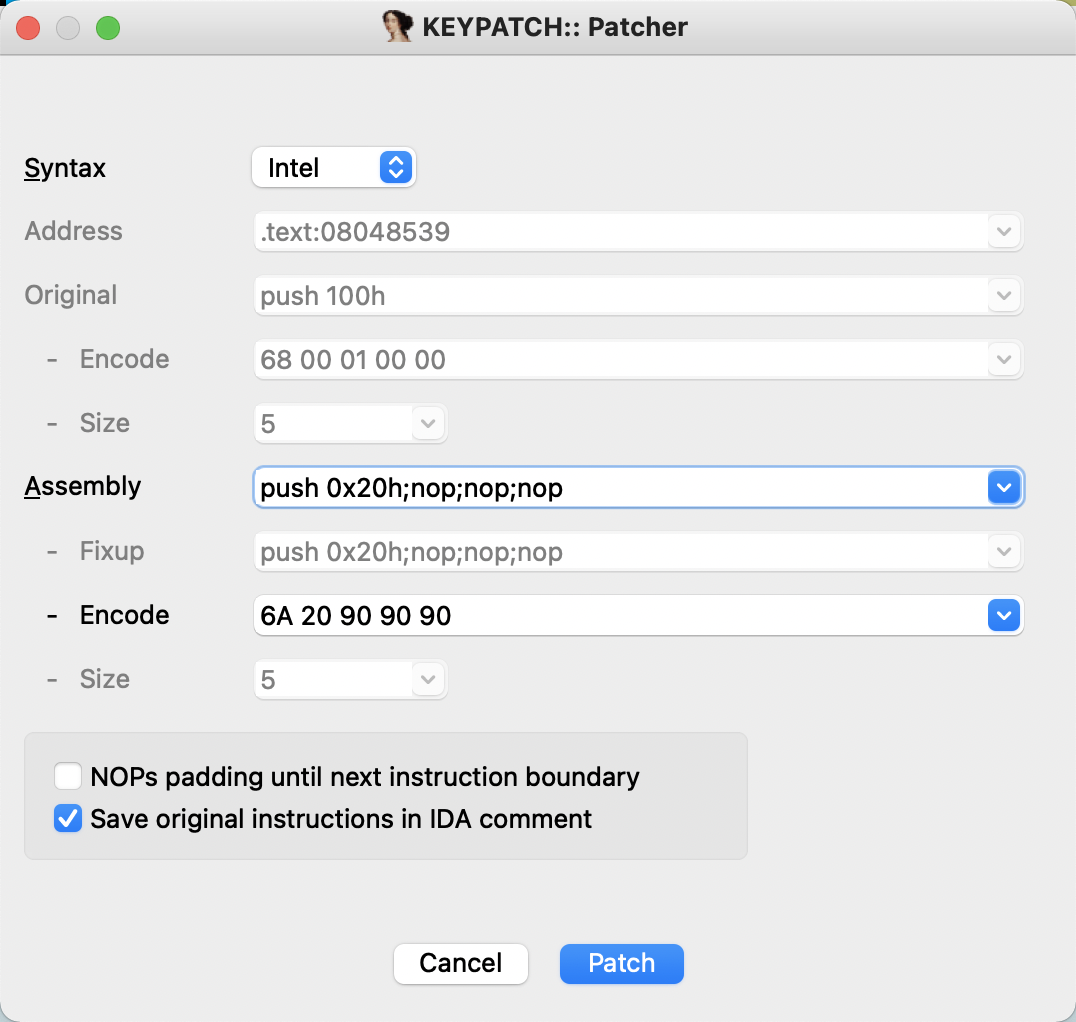 KEYPATCH:: Patcher
Syntax Intel
Address .text:08048539
Original push 100h
- Encode 68 00 01 00 00
- Size 5
Assembly push 0x20h;nop;nop;nop
- Fixup push 0x20h;nop;nop;nop
- Encode 6A 20 90 90 90
- Size 5
NOPs padding until next instruction boundary
Save original instructions in IDA comment
Cancel Patch